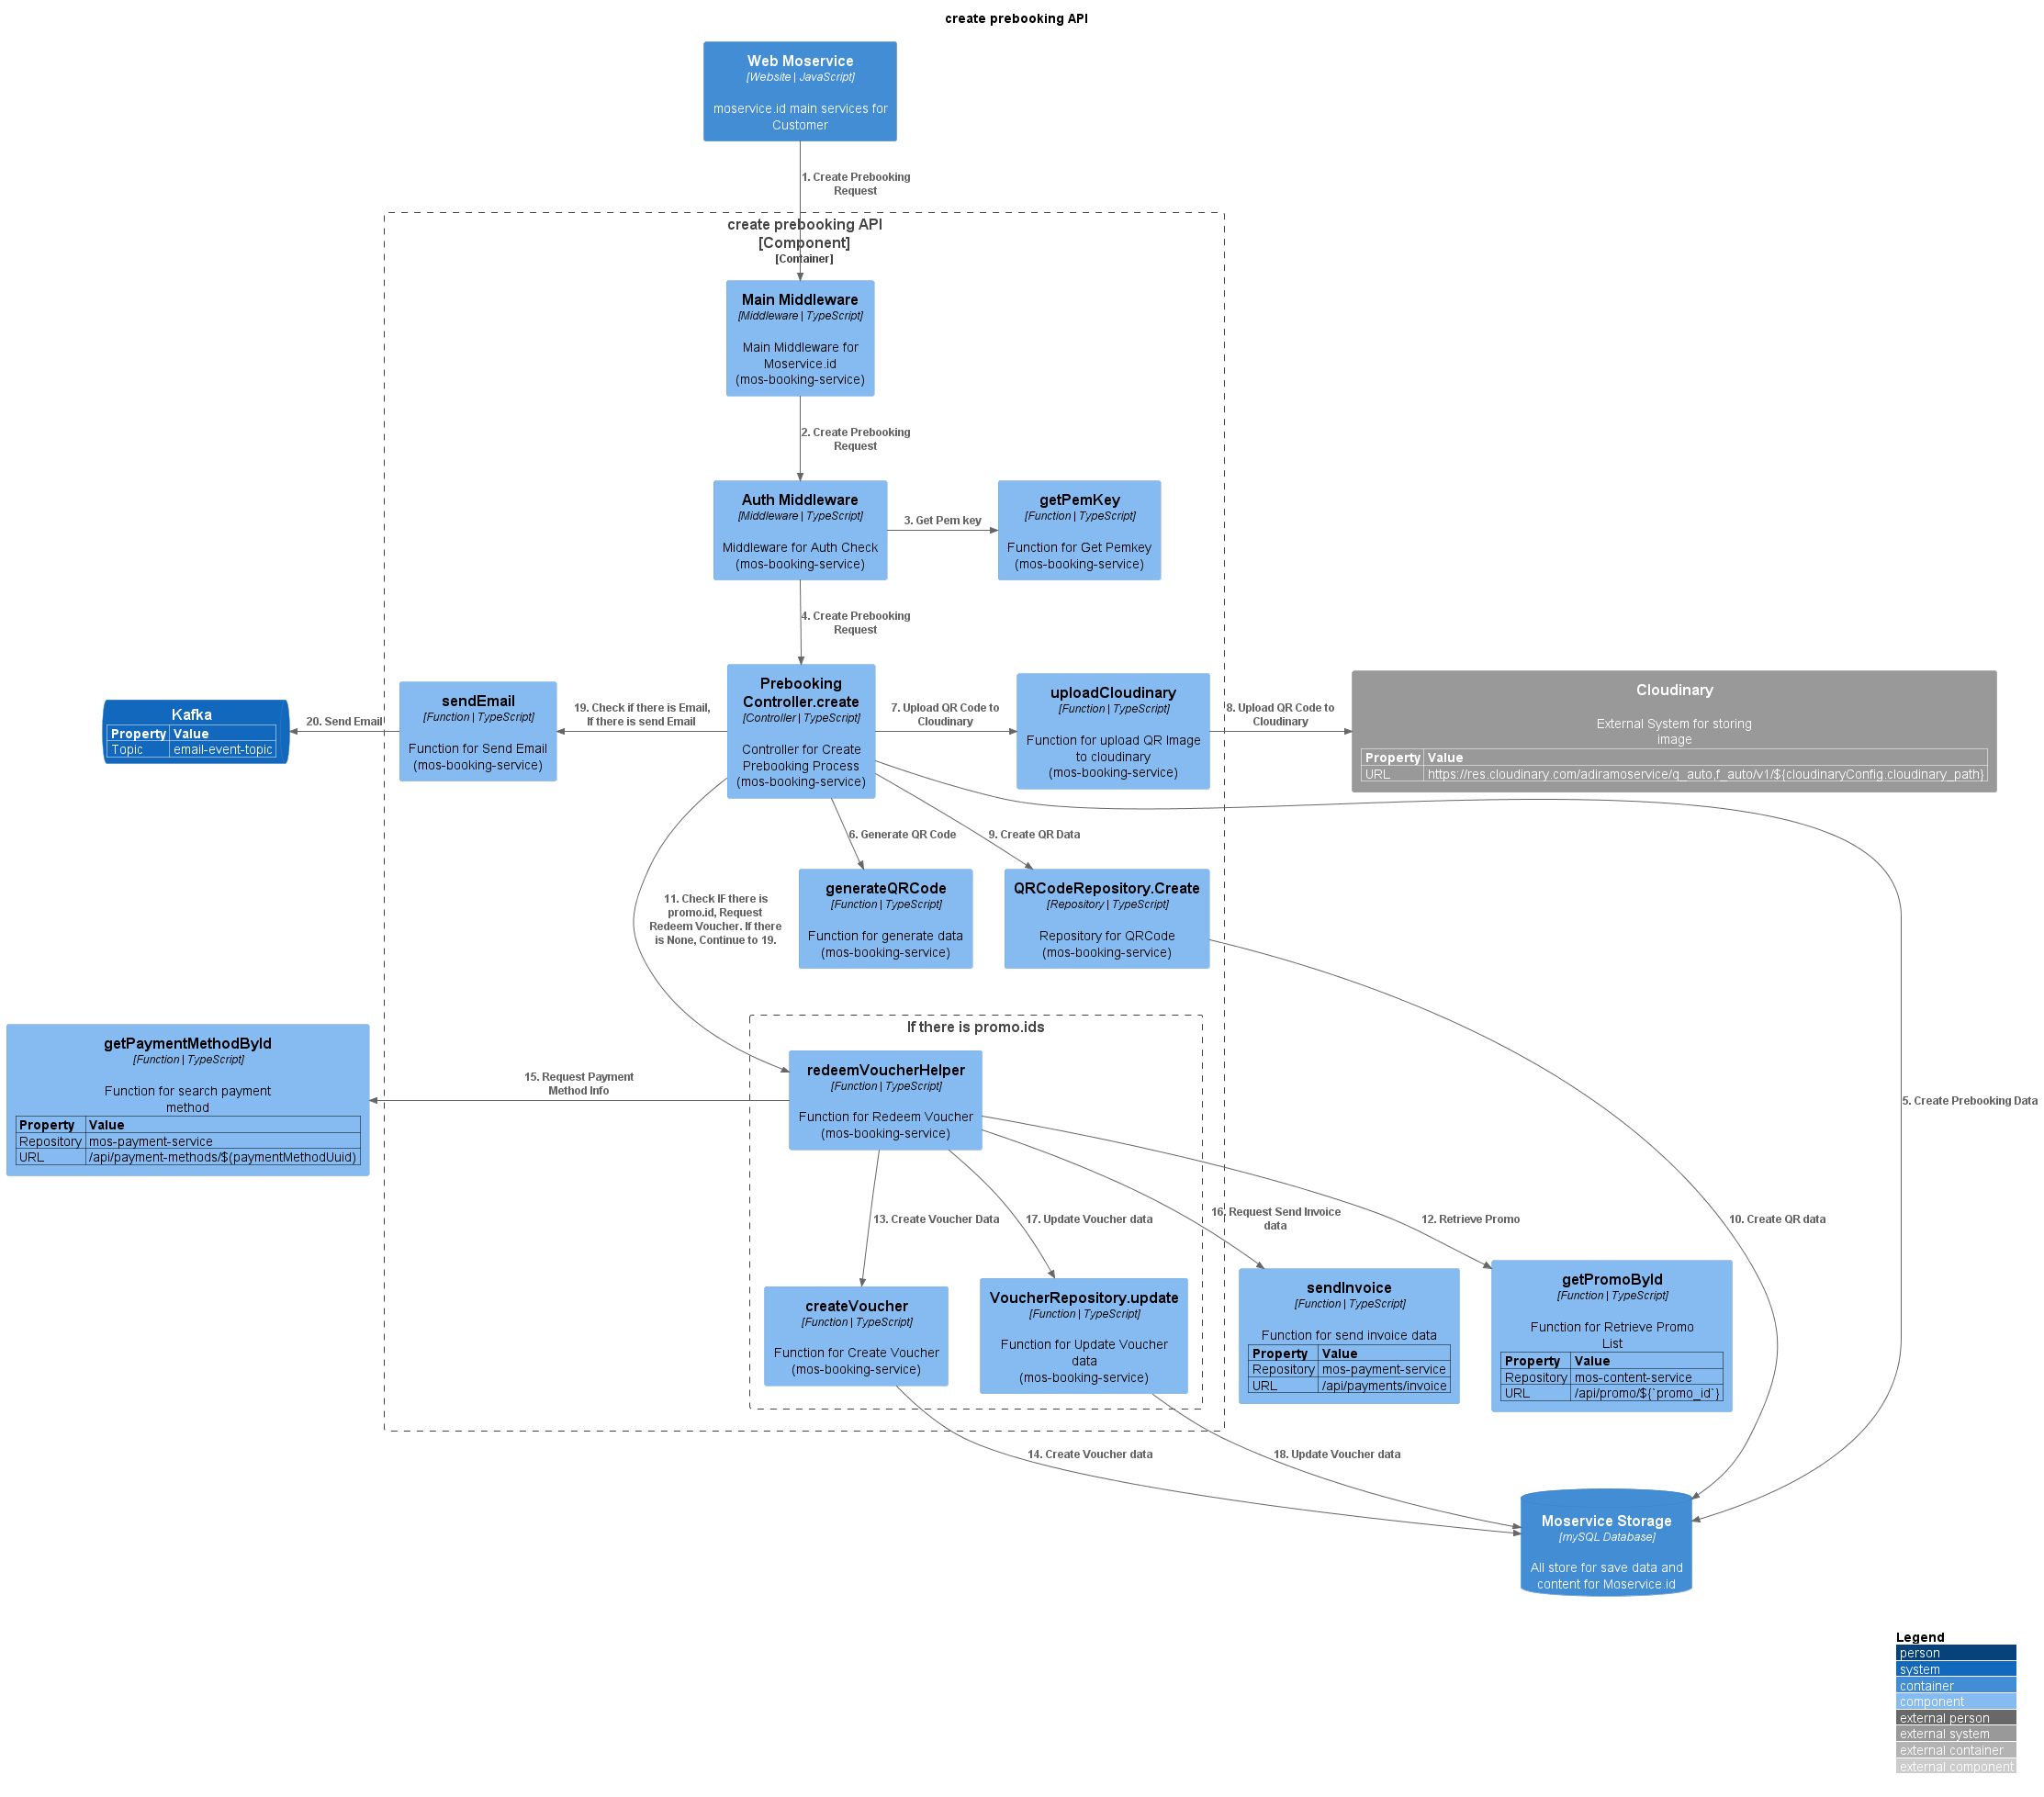 create prebooking API
Web Moservice
[Website | JavaScript]
moservice.id main services for
Customer
1. Create Prebooking
Request
create prebooking API
[Component]
[Container]
Main Middleware
[Middleware | TypeScript]
Main Middleware for
Moservice.id
(mos-booking-service)
2. Create Prebooking
Request
Auth Middleware
[Middleware | TypeScript]
Middleware for Auth Check
(mos-booking-service)
3. Get Pem key
getPemKey
[Function | TypeScript]
Function for Get Pemkey
(mos-booking-service)
4. Create Prebooking
Request
Kafka
Property Value
Topic email-event-topic
20. Send Email
sendEmail
[Function | TypeScript]
Function for Send Email
(mos-booking-service)
19. Check if there is Email,
If there is send Email
Prebooking
Controller.create
[Controller | TypeScript]
Controller for Create
Prebooking Process
(mos-booking-service)
7. Upload QR Code to
Cloudinary
uploadCloudinary
[Function | TypeScript]
Function for upload QR Image
to cloudinary
(mos-booking-service)
8. Upload QR Code to
Cloudinary
Cloudinary
External System for storing
image
Property Value
URL https://res.cloudinary.com/adiramoservice/q_auto,f_auto/v1/${cloudinaryConfig.cloudinary_path}
6. Generate QR Code
9. Create QR Data
11. Check IF there is
promo.id, Request
Redeem Voucher. If there
is None, Continue to 19.
generateQRCode
[Function | TypeScript]
Function for generate data
(mos-booking-service)
QRCodeRepository.Create
[Repository | TypeScript]
Repository for QRCode
(mos-booking-service)
If there is promo.ids
getPaymentMethodById
[Function | TypeScript]
Function for search payment
method
Property Value
Repository mos-payment-service
URL /api/payment-methods/$(paymentMethodUuid)
15. Request Payment
Method Info
redeemVoucherHelper
[Function | TypeScript]
Function for Redeem Voucher
(mos-booking-service)
5. Create Prebooking Data
13. Create Voucher Data
17. Update Voucher data
16. Request Send Invoice
data
12. Retrieve Promo
10. Create QR data
createVoucher
[Function | TypeScript]
Function for Create Voucher
(mos-booking-service)
VoucherRepository.update
[Function | TypeScript]
Function for Update Voucher
data
(mos-booking-service)
sendInvoice
[Function | TypeScript]
Function for send invoice data
Property Value
Repository mos-payment-service
URL /api/payments/invoice
getPromoById
[Function | TypeScript]
Function for Retrieve Promo
List
Property Value
Repository mos-content-service
URL /api/promo/${`promo_id`}
14. Create Voucher data
18. Update Voucher data
Moservice Storage
[mySQL Database]
All store for save data and
content for Moservice.id
Legend
person
system
container
component
external person
external system
external container
external component